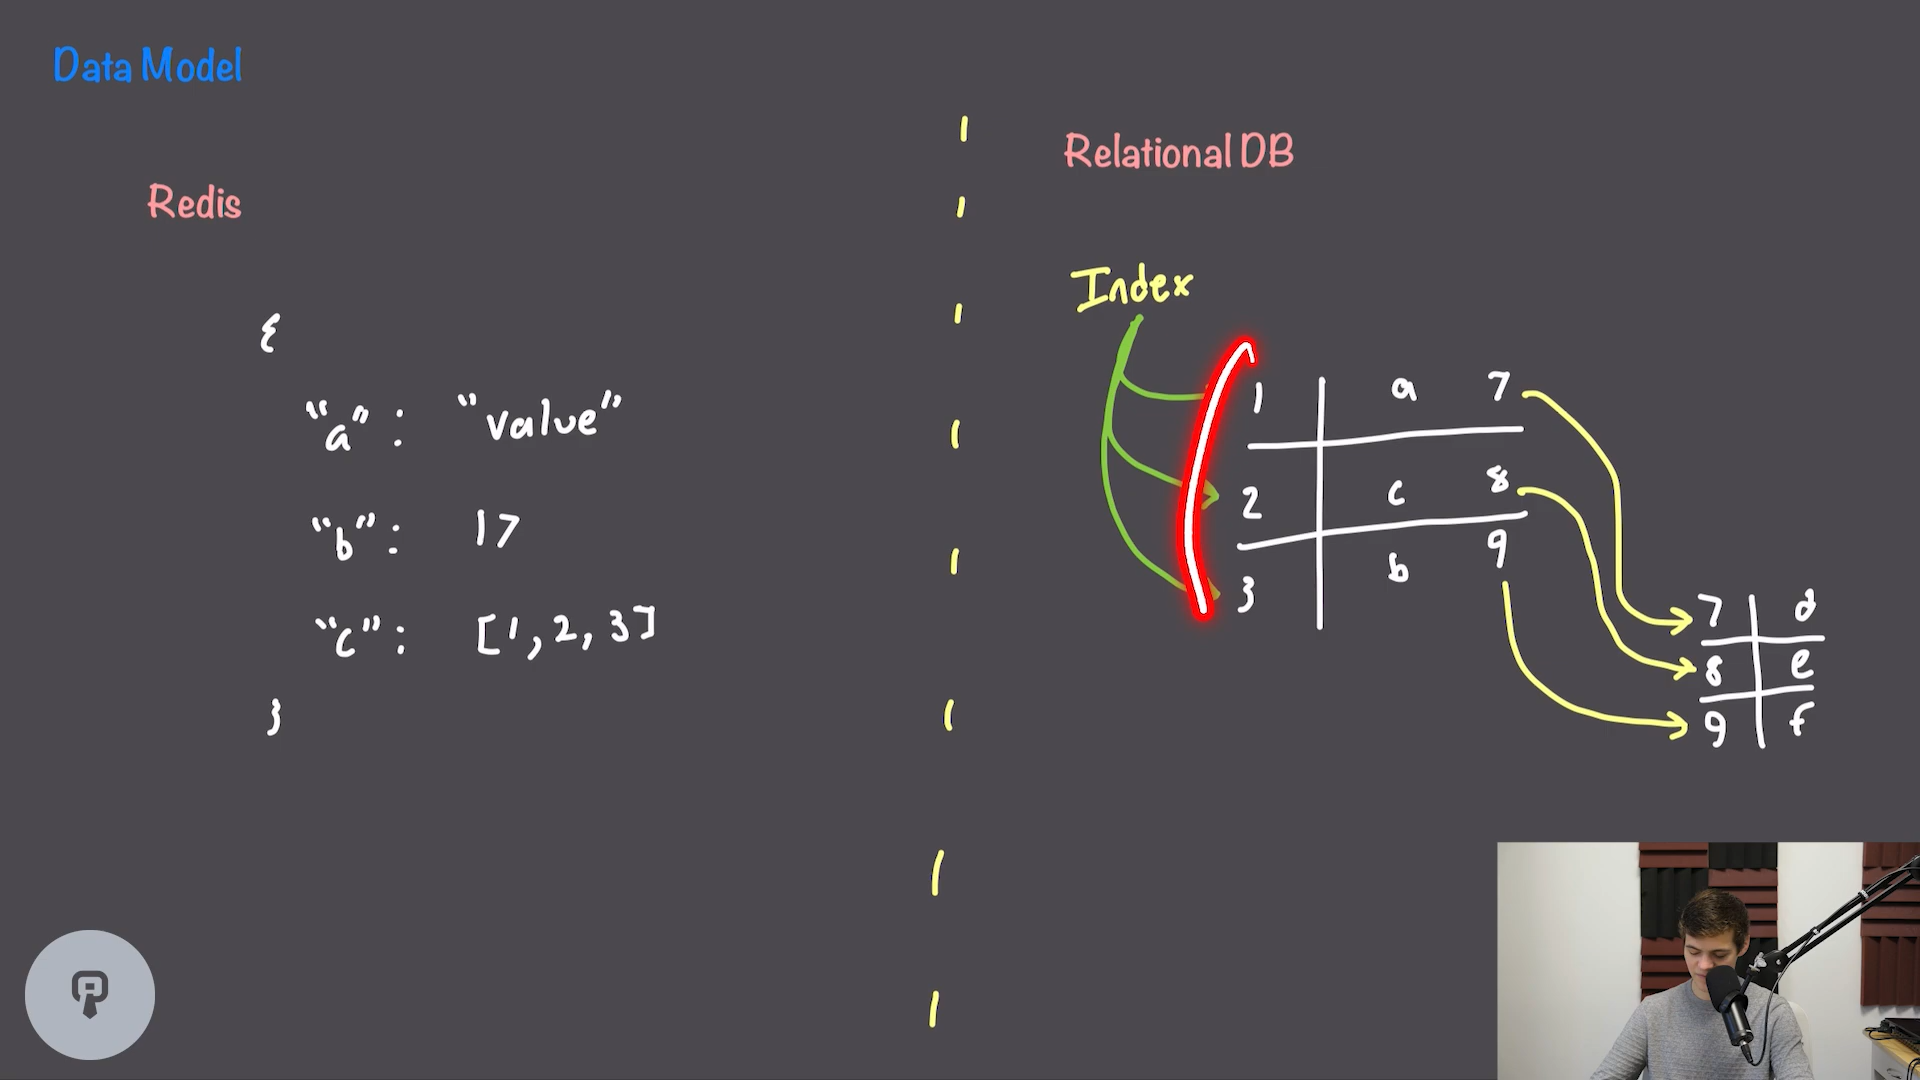 Data Model
Redis
{
"a": "value"
"b": 17
"c": [1, 2, 3]
}
Relational DB
Index
1 a 7
2 c 8
3 b 9
7 d
8 e
9 f